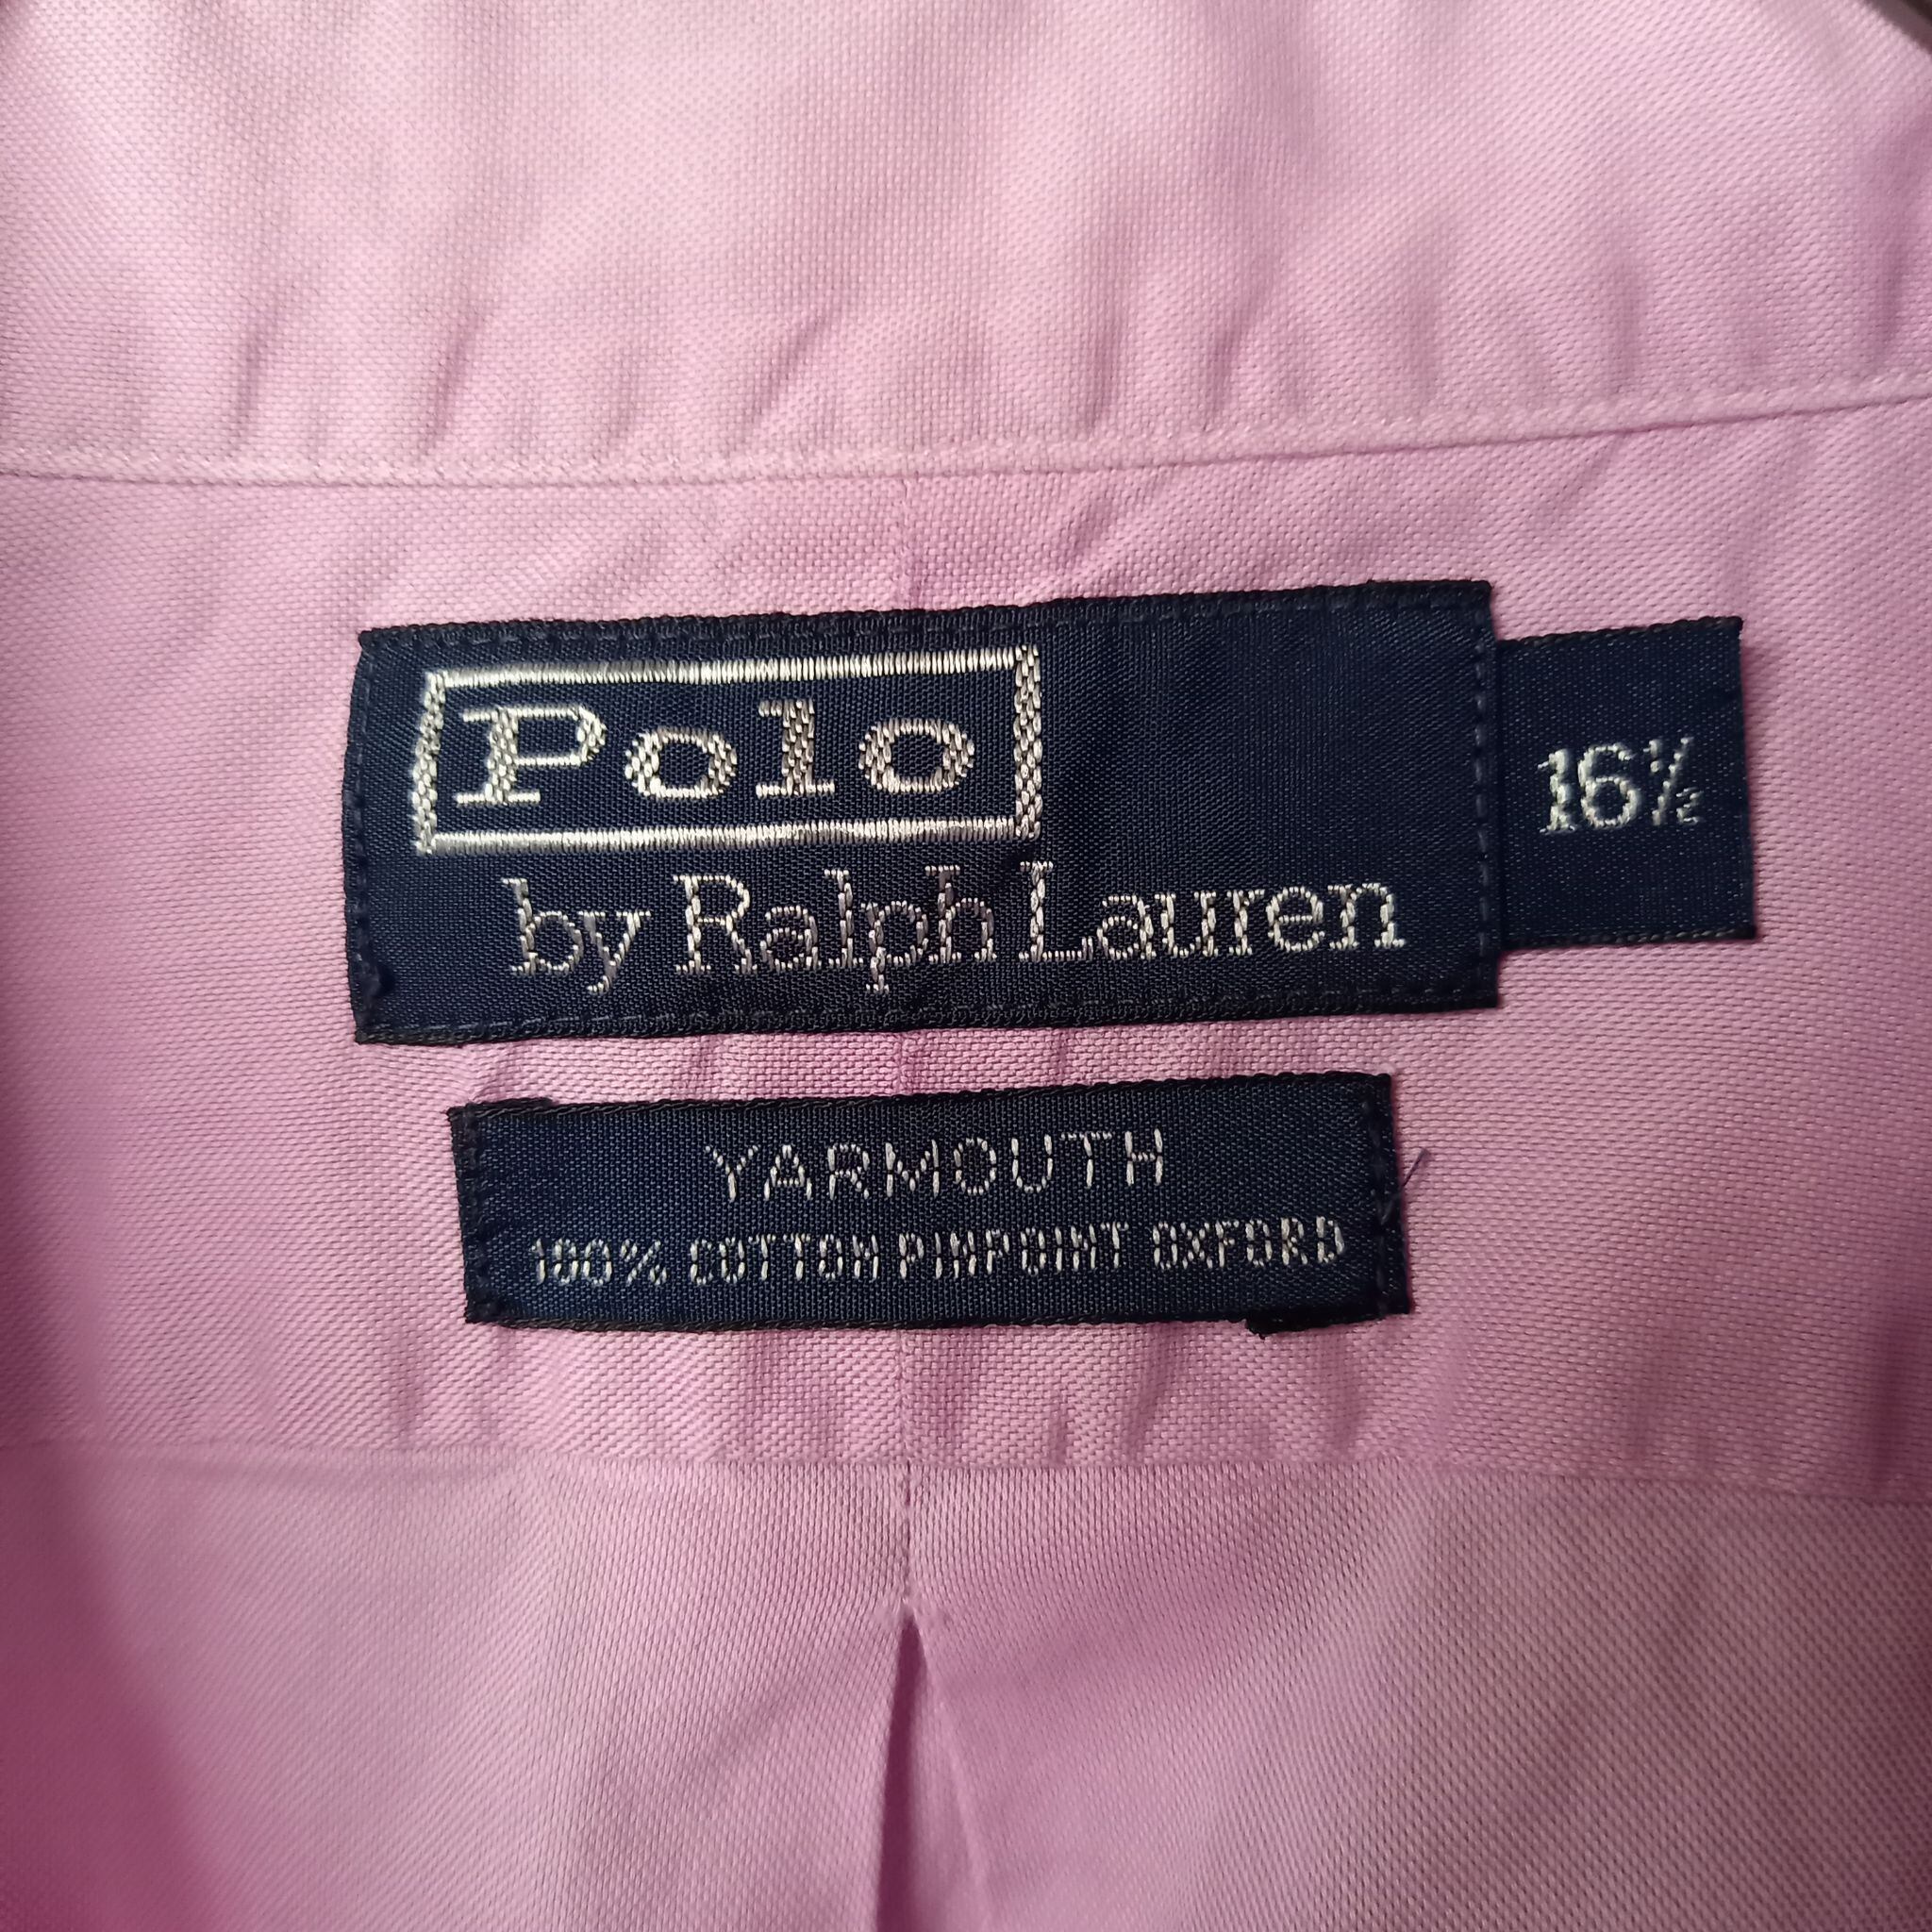 Polo
by Ralph Lauren
16½
YARMOUTH
100% COTTON PINPOINT OXFORD